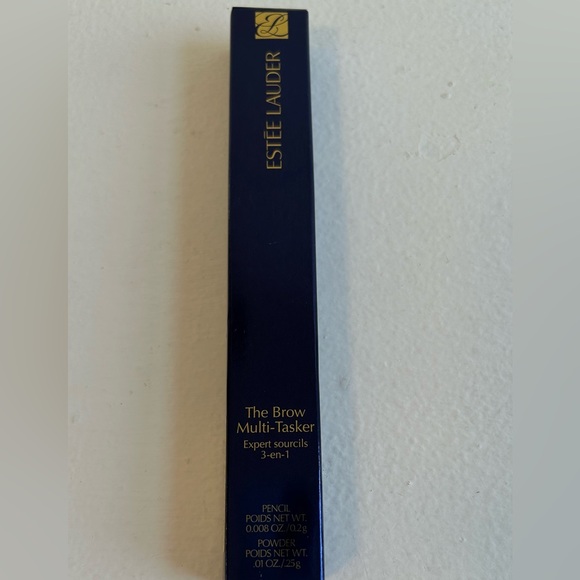 ESTĒE LAUDER
The Brow
Multi-Tasker
Expert sourcils
3-en-1
PENCIL
POIDS NET WT.
0.008 OZ./0.2g
POWDER
POIDS NET WT.
.01 OZ./.25g